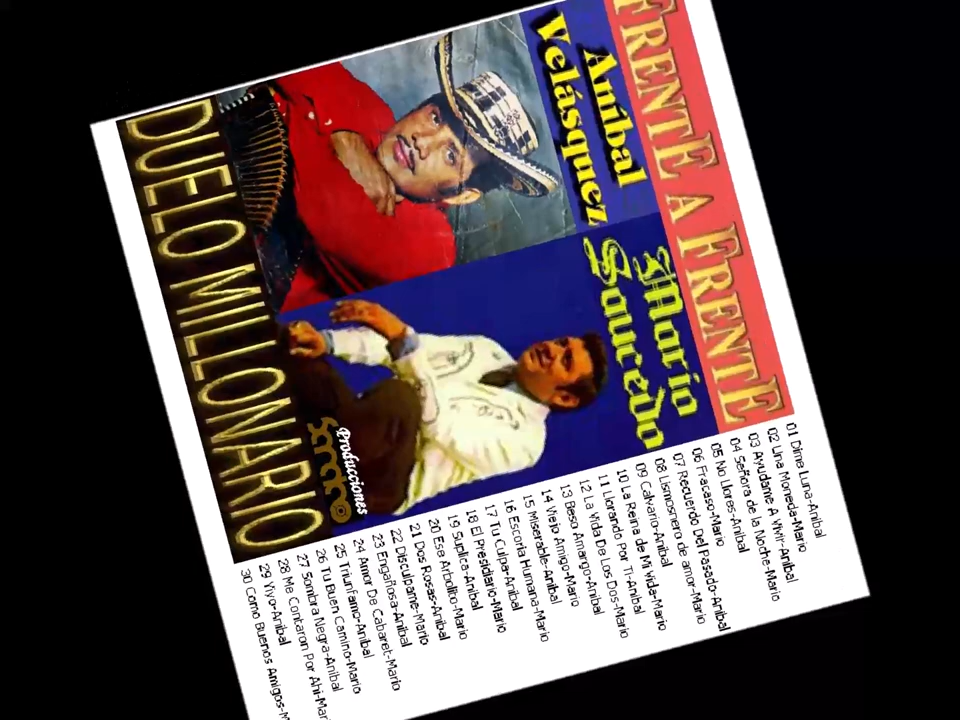 FRENTE A FRENTE
Aníbal
Velásquez
Mario
Saucedo
DUELO MILLONARIO
Producciones
01 Dime Luna-Anibal
02 Una Moneda-Mario
03 Ayudame A Vivir-Anibal
04 Señora de la Noche-Mario
05 No Llores-Anibal
06 Fracaso-Mario
07 Recuerdo Del Pasado-Anibal
08 Lismosnero de amor-Mario
09 Calvario-Anibal
10 La Reina de Mi Vida-Mario
11 Llorando Por Ti-Anibal
12 La Vida De Los Dos-Mario
13 Beso Amargo-Anibal
14 Viejo Amigo-Mario
15 Miserable-Anibal
16 Escoria Humana-Mario
17 Tu Culpa-Anibal
18 El Presidiario-Mario
19 Suplica-Anibal
20 Ese Arbolito-Mario
21 Dos Rosas-Anibal
22 Disculpame-Mario
23 Engañosa-Anibal
24 Amor De Cabaret-Mario
25 Triunfamo-Anibal
26 Tu Buen Camino-Mario
27 Sombra Negra-Anibal
28 Me Contaron Por Ahi-Mar
29 Vivo-Anibal
30 Como Buenos Amigos-M